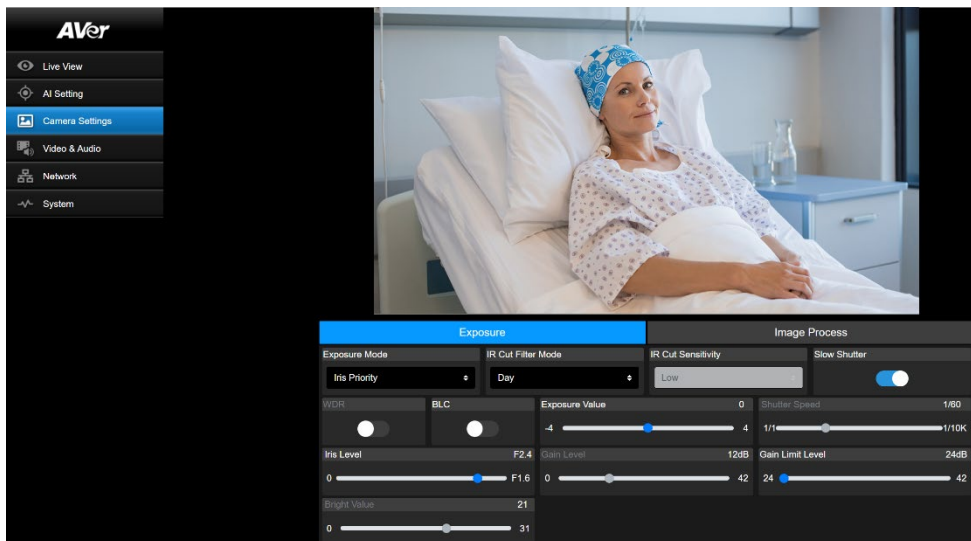 AVer
Live View
AI Setting
Camera Settings
Video & Audio
Network
System
Exposure Image Process
Exposure Mode IR Cut Filter Mode IR Cut Sensitivity Slow Shutter
Iris Priority Day Low
WDR BLC Exposure Value 0 Shutter Speed 1/60
-4 4 1/1 1/10K
Iris Level F2.4 Gain Level 12dB Gain Limit Level 24dB
0 F1.6 0 42 24 42
Bright Value 21
0 31